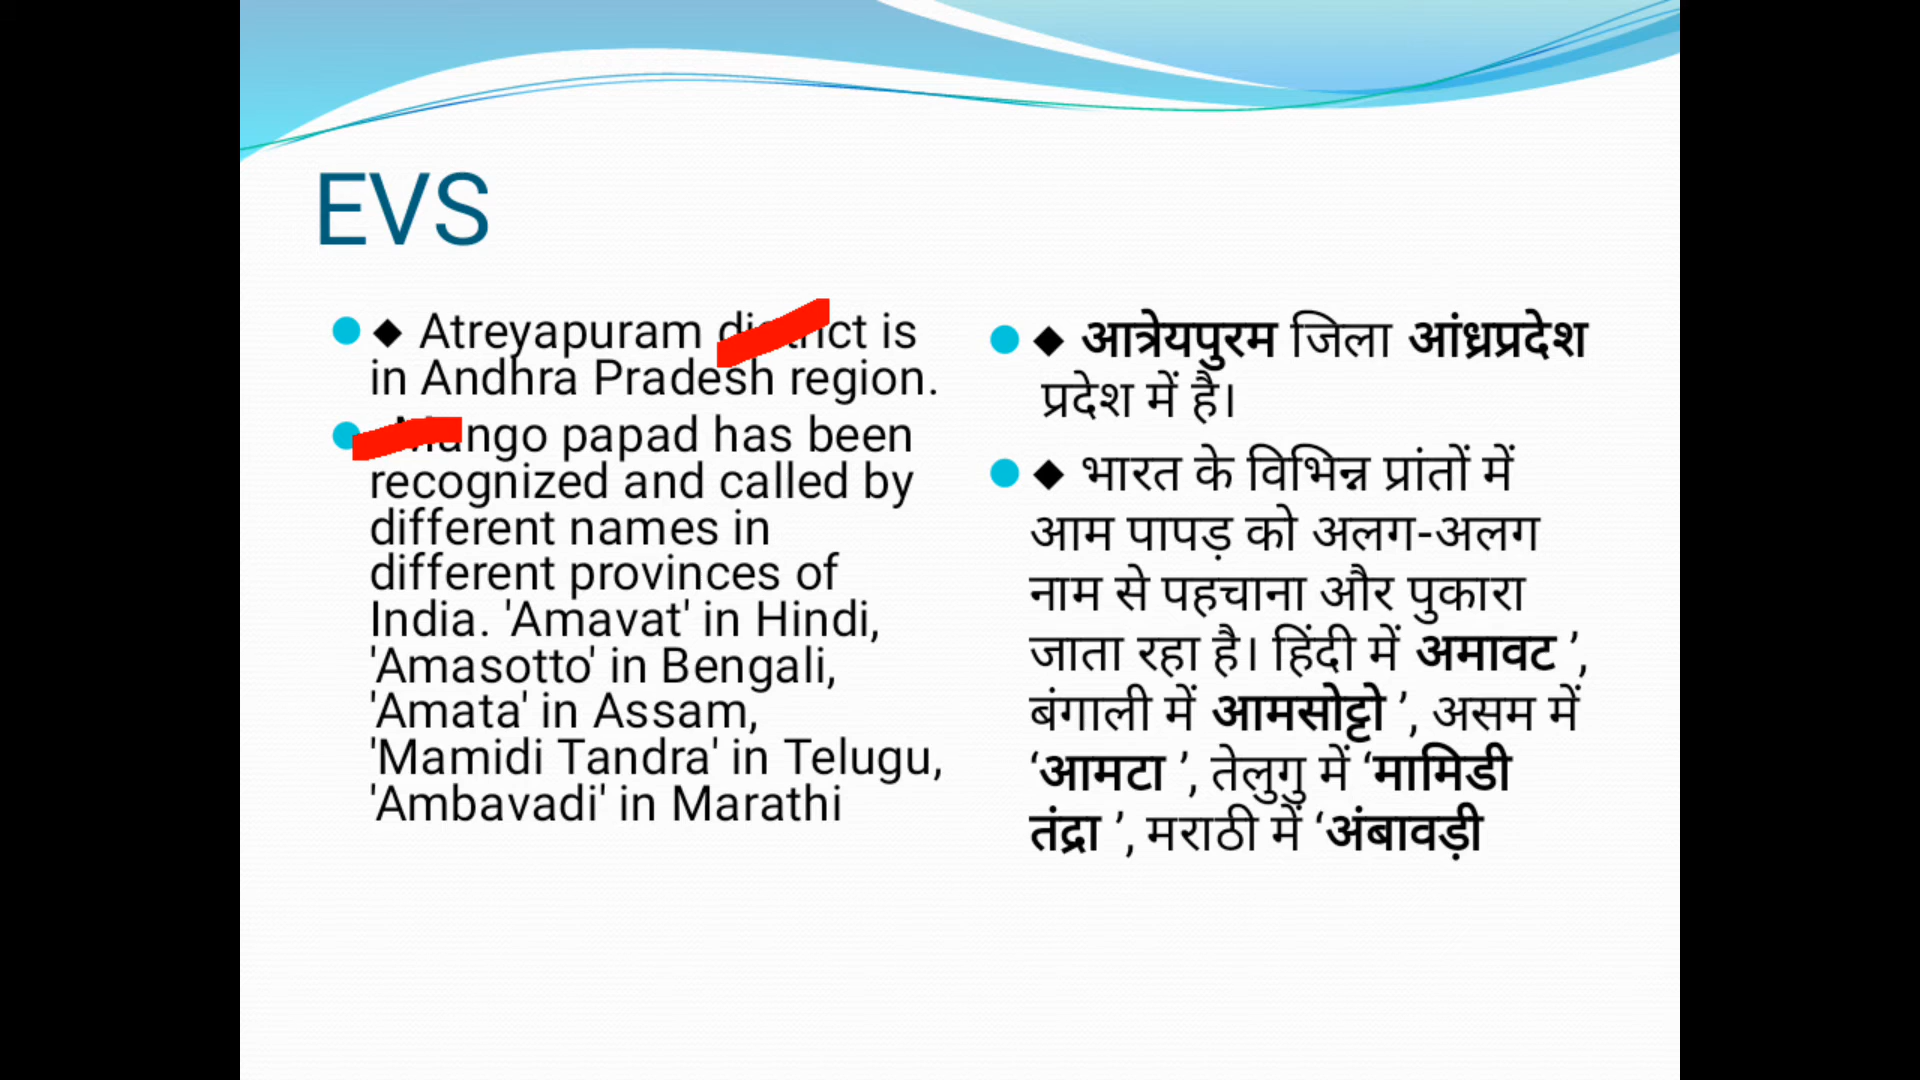 EVS
◆ Atreyapuram district is
in Andhra Pradesh region.
Mango papad has been
recognized and called by
different names in
different provinces of
India. 'Amavat' in Hindi,
'Amasotto' in Bengali,
'Amata' in Assam,
'Mamidi Tandra' in Telugu,
'Ambavadi' in Marathi
◆ आत्रेयपुरम जिला आंध्रप्रदेश
प्रदेश में है।
◆ भारत के विभिन्न प्रांतों में
आम पापड़ को अलग-अलग
नाम से पहचाना और पुकारा
जाता रहा है। हिंदी में अमावट ’,
बंगाली में आमसोट्टो ’, असम में
‘आमटा ’, तेलुगु में ‘मामिडी
तंद्रा ’, मराठी में ‘अंबावड़ी